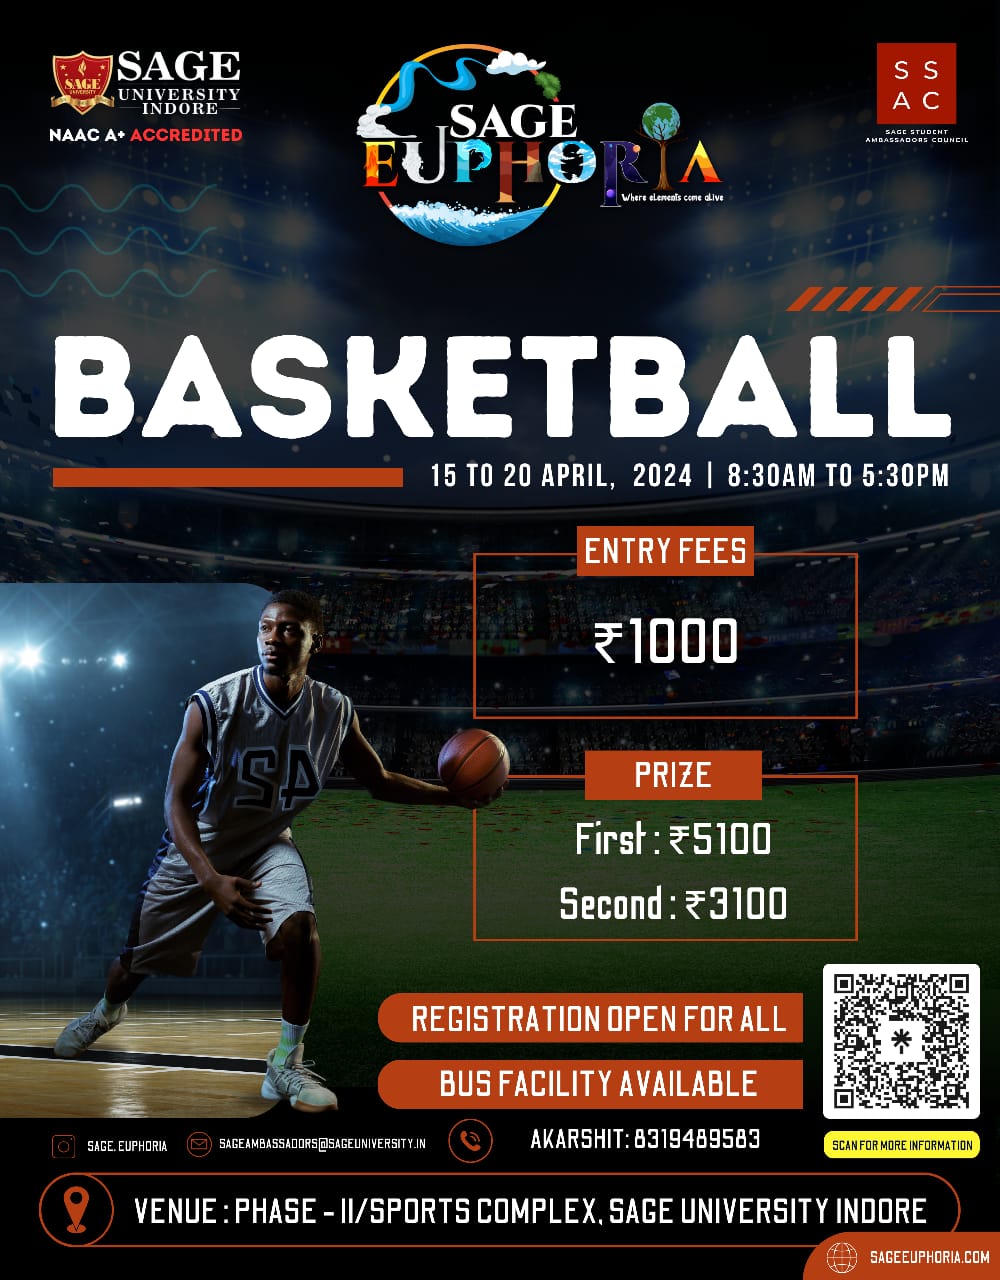 SAGE
UNIVERSITY
INDORE
NAAC A+ ACCREDITED
SAGE
UNIVERSITY
SAGE
EUPHORIA
Where elements come alive
S S
A C
SAGE STUDENT
AMBASSADORS COUNCIL
BASKETBALL
15 TO 20 APRIL, 2024 | 8:30AM TO 5:30PM
ENTRY FEES
₹1000
SA
PRIZE
First : ₹5100
Second : ₹3100
REGISTRATION OPEN FOR ALL
BUS FACILITY AVAILABLE
SAGE. EUPHORIA
SAGEAMBASSADORS@SAGEUNIVERSITY.IN
AKARSHIT: 8319489583
SCAN FOR MORE INFORMATION
VENUE : PHASE - II/SPORTS COMPLEX, SAGE UNIVERSITY INDORE
SAGEEUPHORIA.COM